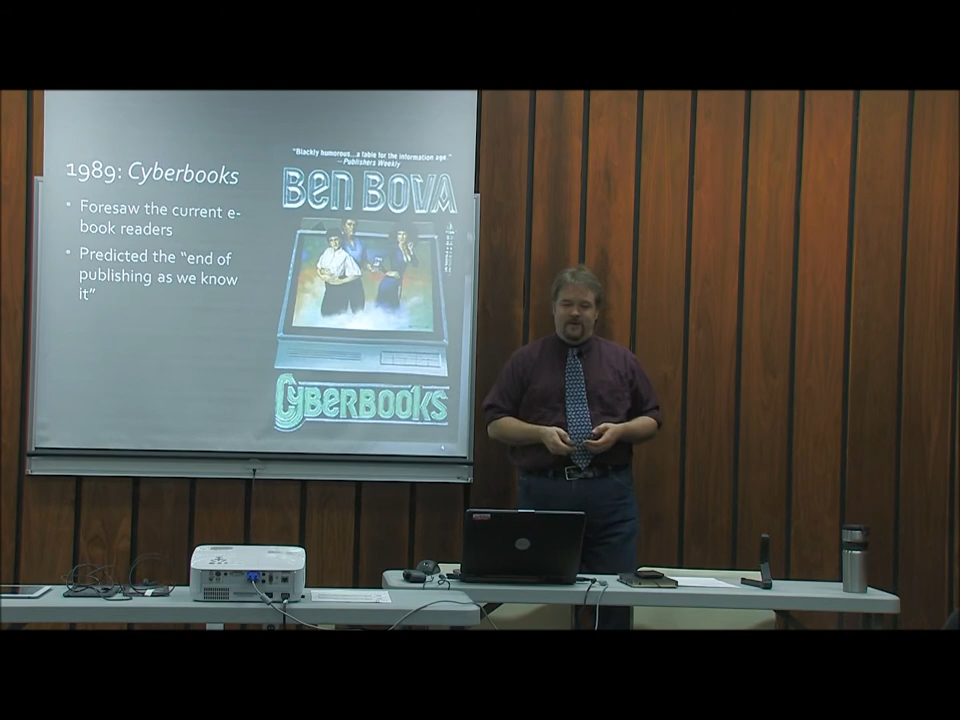 1989: Cyberbooks
• Foresaw the current e-
book readers
• Predicted the “end of
publishing as we know
it”
"Blackly humorous...a fable for the information age."
– Publishers Weekly
BEN BOVA
CYBERBOOKS